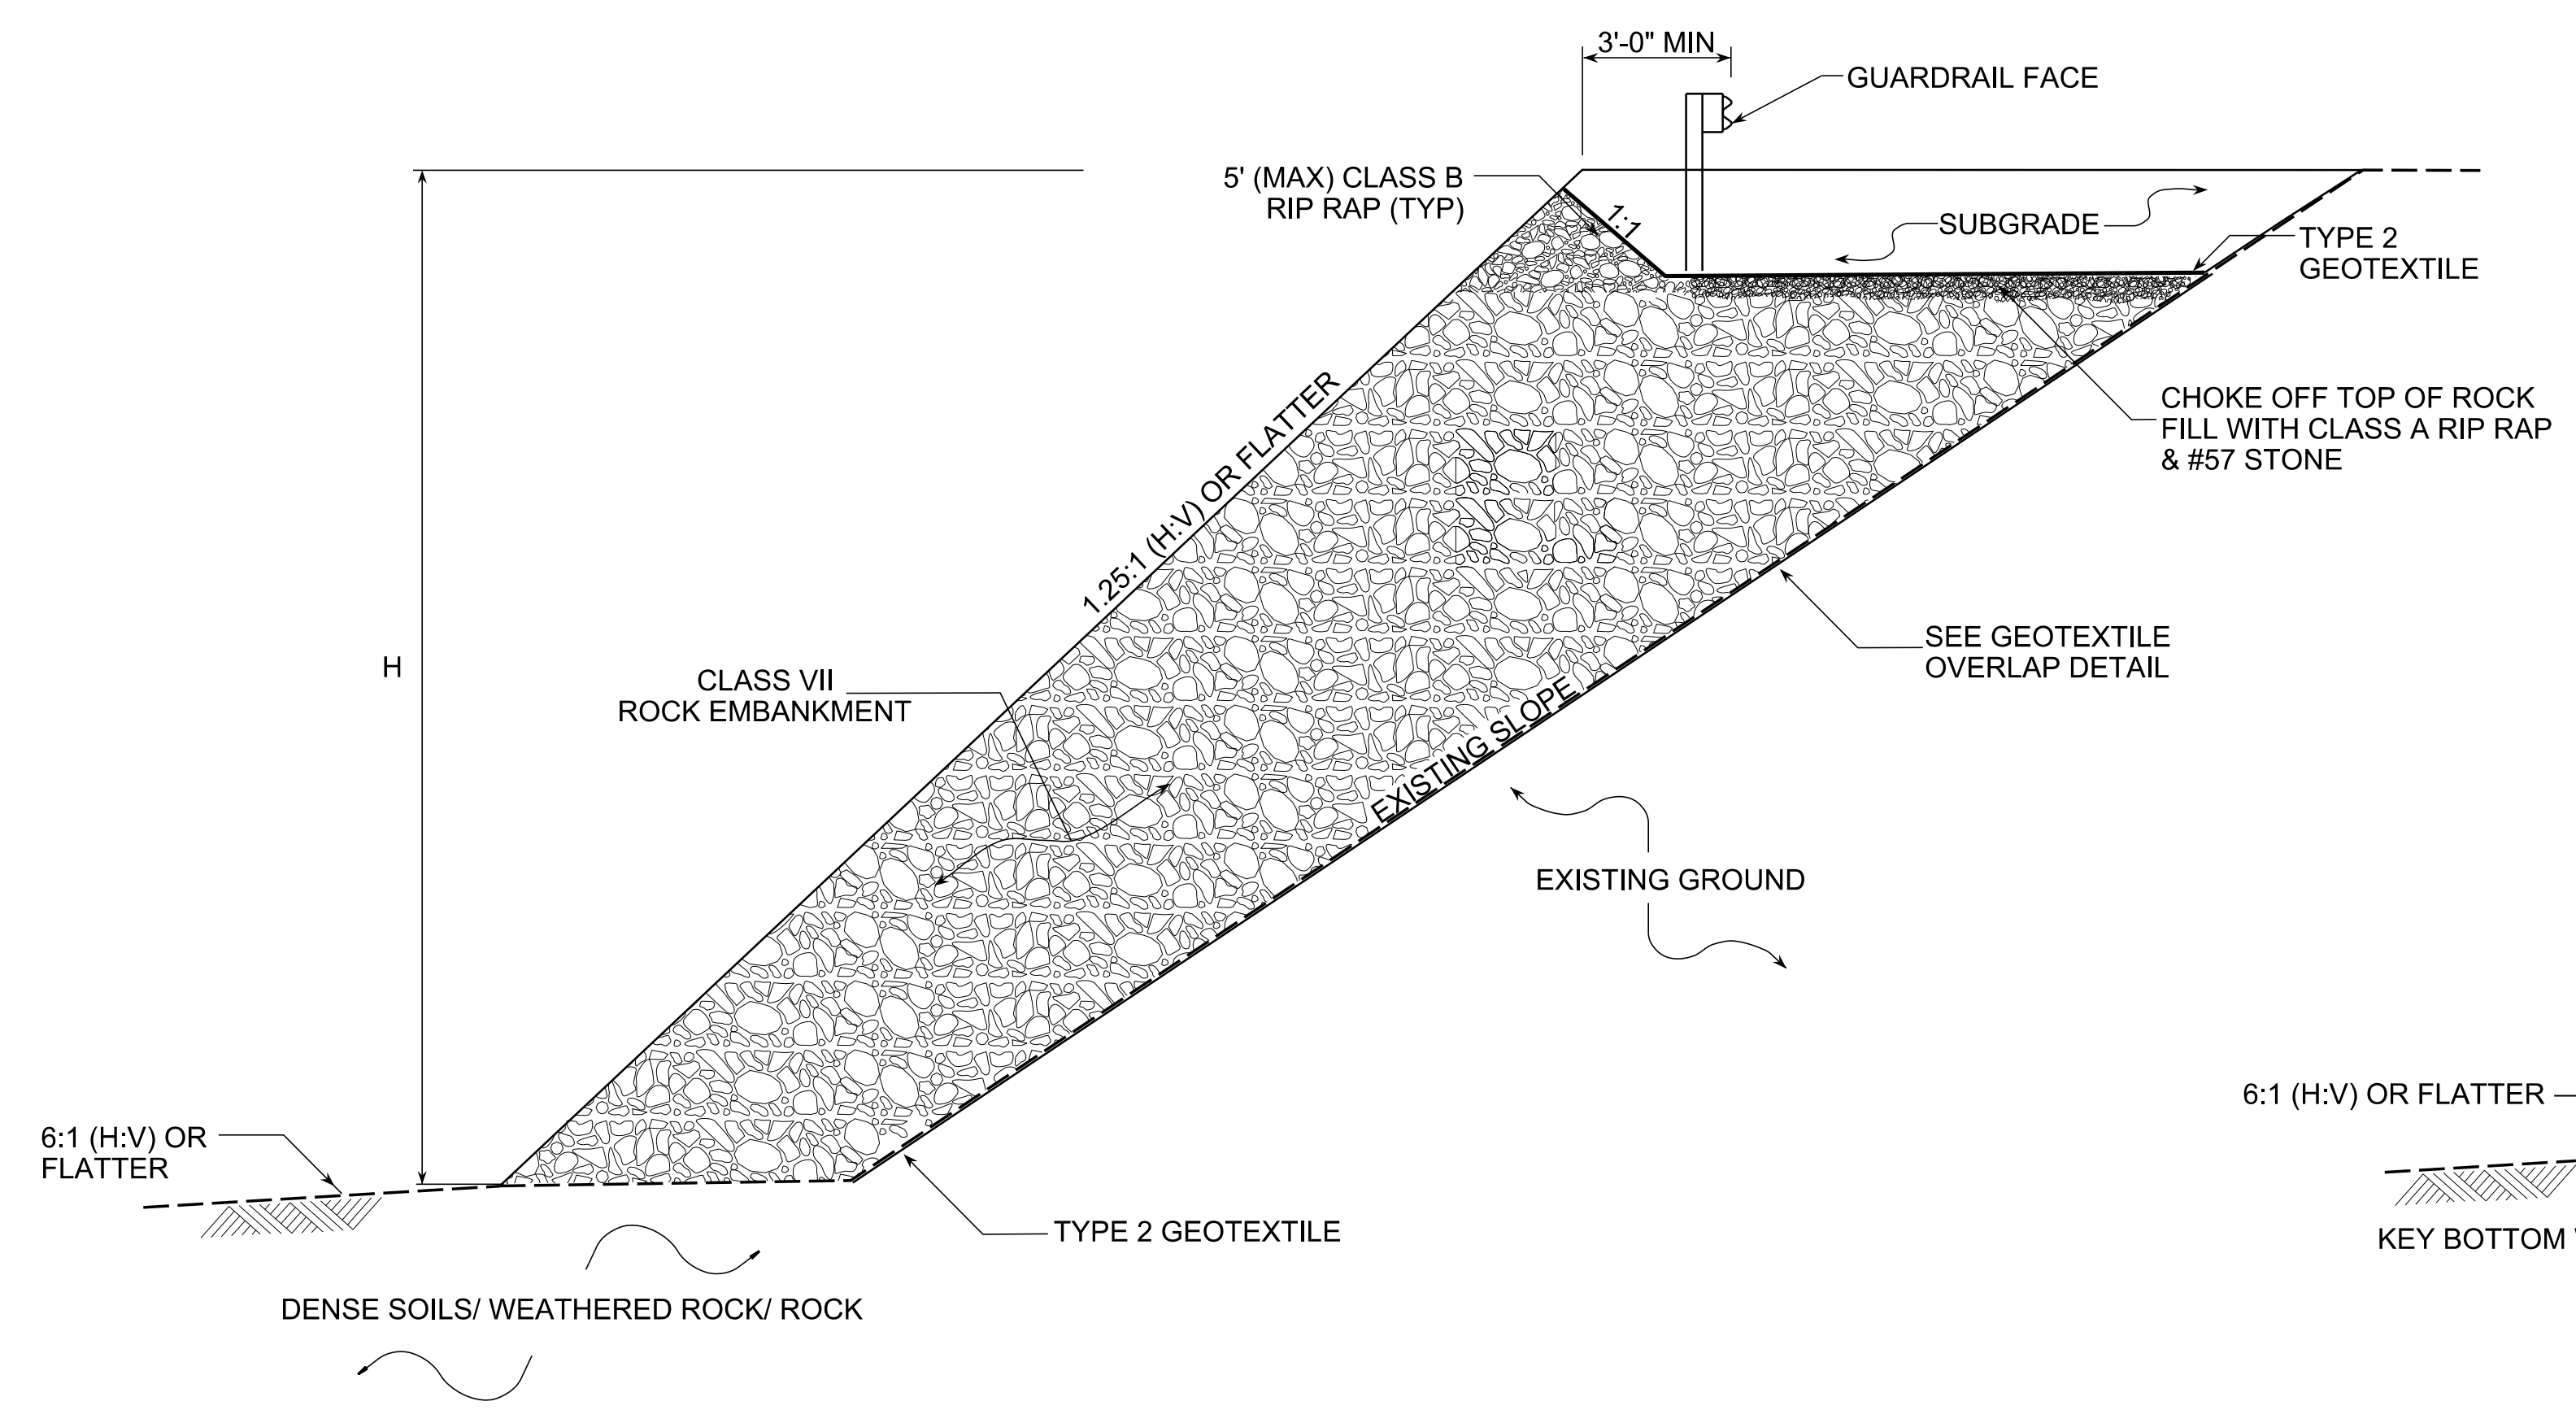 3'-0" MIN
GUARDRAIL FACE
5' (MAX) CLASS B
RIP RAP (TYP)
1:1
SUBGRADE
TYPE 2
GEOTEXTILE
CHOKE OFF TOP OF ROCK
FILL WITH CLASS A RIP RAP
& #57 STONE
1.25:1 (H:V) OR FLATTER
H
CLASS VII
ROCK EMBANKMENT
SEE GEOTEXTILE
OVERLAP DETAIL
EXISTING SLOPE
EXISTING GROUND
6:1 (H:V) OR
FLATTER
6:1 (H:V) OR FLATTER
TYPE 2 GEOTEXTILE
KEY BOTTOM
DENSE SOILS/ WEATHERED ROCK/ ROCK